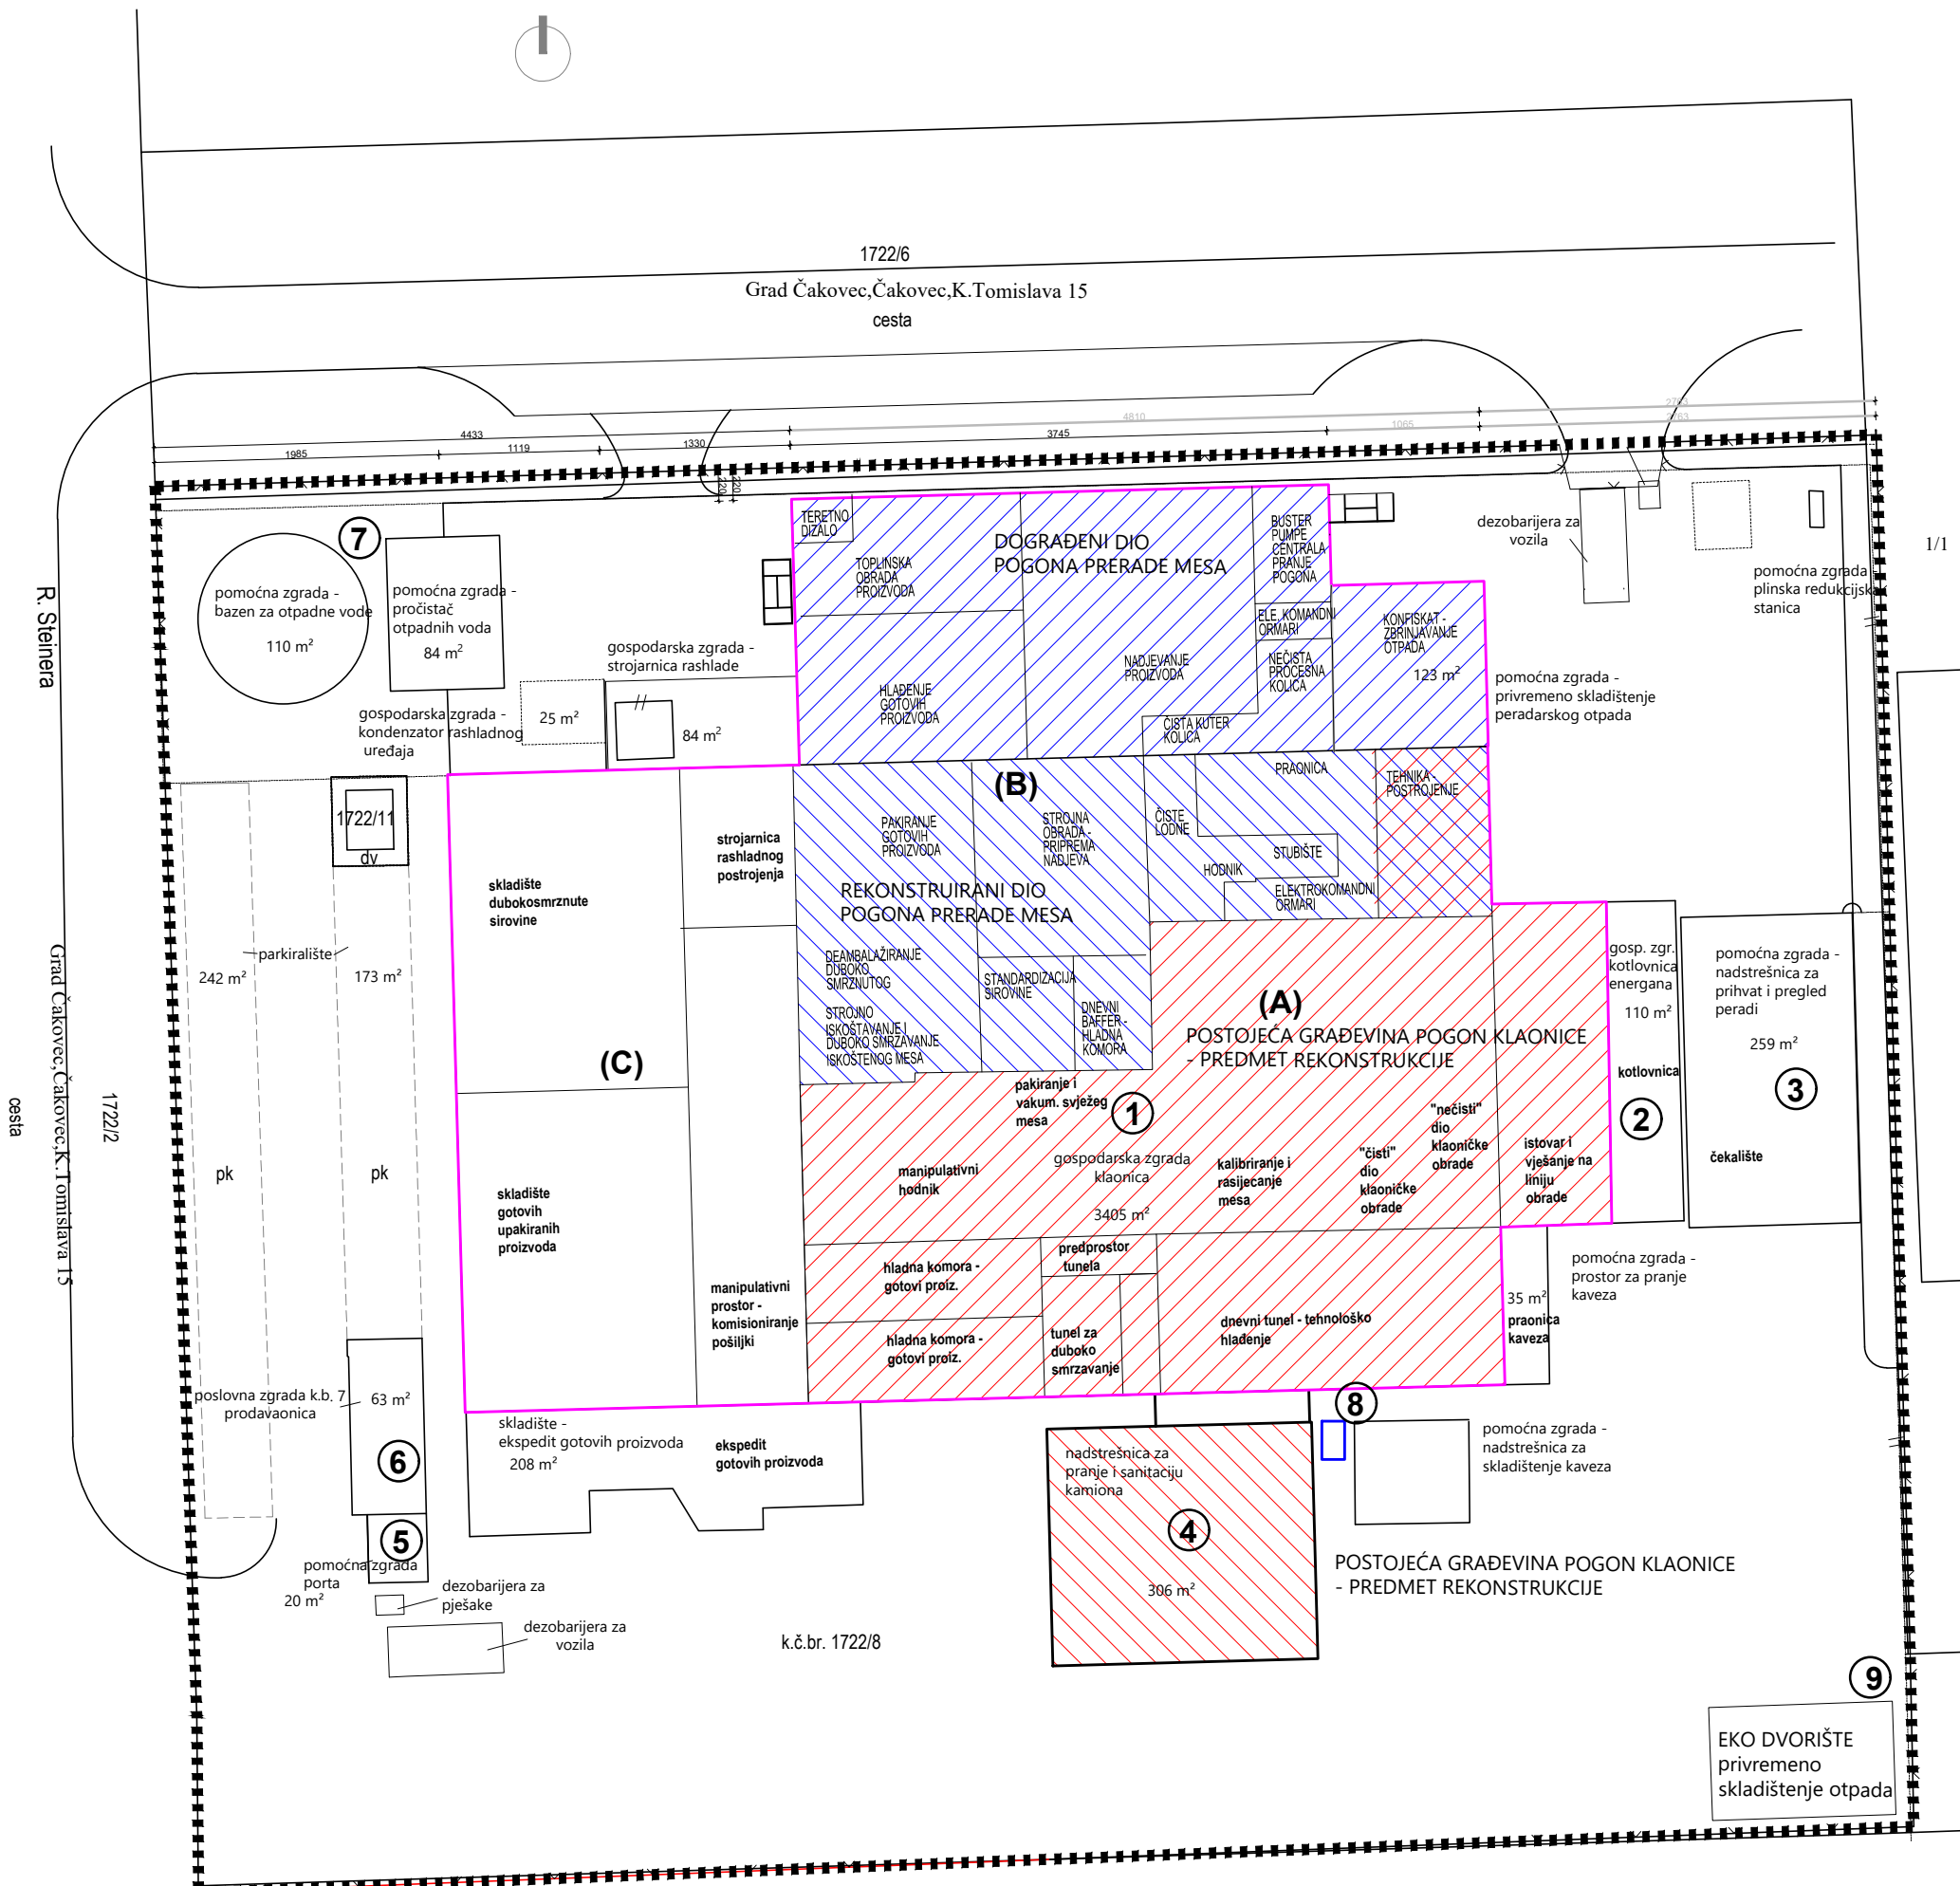 1722/6
Grad Čakovec,Čakovec,K.Tomislava 15
cesta
4433
4810
2763
2763
1985
1119
1330
3745
1065
220
220
1/1
R. Steinera
Grad Čakovec,Čakovec,K.Tomislava 15
1722/2
cesta
7
pomoćna zgrada -
bazen za otpadne vode
110 m²
pomoćna zgrada -
pročistač
otpadnih voda
84 m²
gospodarska zgrada -
strojarnica rashlade
84 m²
gospodarska zgrada -
kondenzator rashladnog
uređaja
25 m²
TERETNO
DIZALO
TOPLINSKA
OBRADA
PROIZVODA
DOGRAĐENI DIO
POGONA PRERADE MESA
BUSTER
PUMPE
CENTRALA
PRANJE
POGONA
ELE. KOMANDNI
ORMARI
NEČISTA
PROCESNA
KOLICA
NADJEVANJE
PROIZVODA
HLAĐENJE
GOTOVIH
PROIZVODA
ČISTA KUTER
KOLICA
KONFISKAT -
ZBRINJAVANJE
OTPADA
123 m²
dezobarijera za
vozila
pomoćna zgrada -
plinska redukcijska
stanica
pomoćna zgrada -
privremeno skladištenje
peradarskog otpada
1722/11
dv
parkiralište
242 m²
173 m²
pk
pk
(B)
PRAONICA
TEHNIKA -
POSTROJENJE
PAKIRANJE
GOTOVIH
PROIZVODA
STROJNA
OBRADA -
PRIPREMA
NADJEVA
ČISTE
LODNE
STUBIŠTE
HODNIK
ELEKTROKOMANDNI
ORMARI
REKONSTRUIRANI DIO
POGONA PRERADE MESA
DEAMBALAŽIRANJE
DUBOKO
SMRZNUTOG
STROJNO
ISKOŠTAVANJE I
DUBOKO SMRZAVANJE
ISKOŠTENOG MESA
STANDARDIZACIJA
SIROVINE
DNEVNI
BAFFER -
HLADNA
KOMORA
strojarnica
rashladnog
postrojenja
skladište
dubokosmrznute
sirovine
(C)
skladište
gotovih
upakiranih
proizvoda
manipulativni
prostor -
komisioniranje
pošiljki
(A)
POSTOJEĆA GRAĐEVINA POGON KLAONICE
- PREDMET REKONSTRUKCIJE
pakiranje i
vakum. svježeg
mesa
1
gospodarska zgrada
klaonica
3405 m²
manipulativni
hodnik
kalibriranje i
rasijecanje
mesa
"čisti"
dio
klaoničke
obrade
"nečisti"
dio
klaoničke
obrade
istovar i
vješanje na
liniju
obrade
hladna komora -
gotovi proiz.
hladna komora -
gotovi proiz.
predprostor
tunela
tunel za
duboko
smrzavanje
dnevni tunel - tehnološko
hlađenje
gosp. zgr.
kotlovnica
energana
110 m²
kotlovnica
2
pomoćna zgrada -
nadstrešnica za
prihvat i pregled
peradi
259 m²
3
čekalište
pomoćna zgrada -
prostor za pranje
kaveza
35 m²
praonica
kaveza
poslovna zgrada k.b. 7
prodavaonica
63 m²
6
5
pomoćna zgrada
porta
20 m²
dezobarijera za
pješake
dezobarijera za
vozila
skladište -
ekspedit gotovih proizvoda
208 m²
ekspedit
gotovih proizvoda
nadstrešnica za
pranje i sanitaciju
kamiona
4
306 m²
8
pomoćna zgrada -
nadstrešnica za
skladištenje kaveza
POSTOJEĆA GRAĐEVINA POGON KLAONICE
- PREDMET REKONSTRUKCIJE
k.č.br. 1722/8
9
EKO DVORIŠTE
privremeno
skladištenje otpada